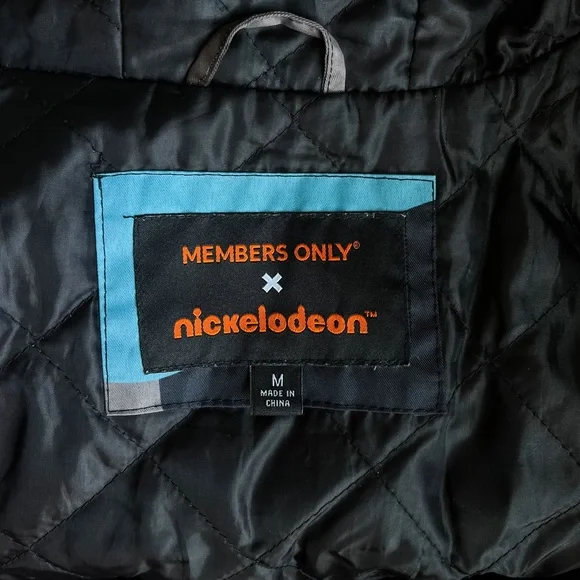 MEMBERS ONLY®
×
nickelodeon™
M
MADE IN
CHINA